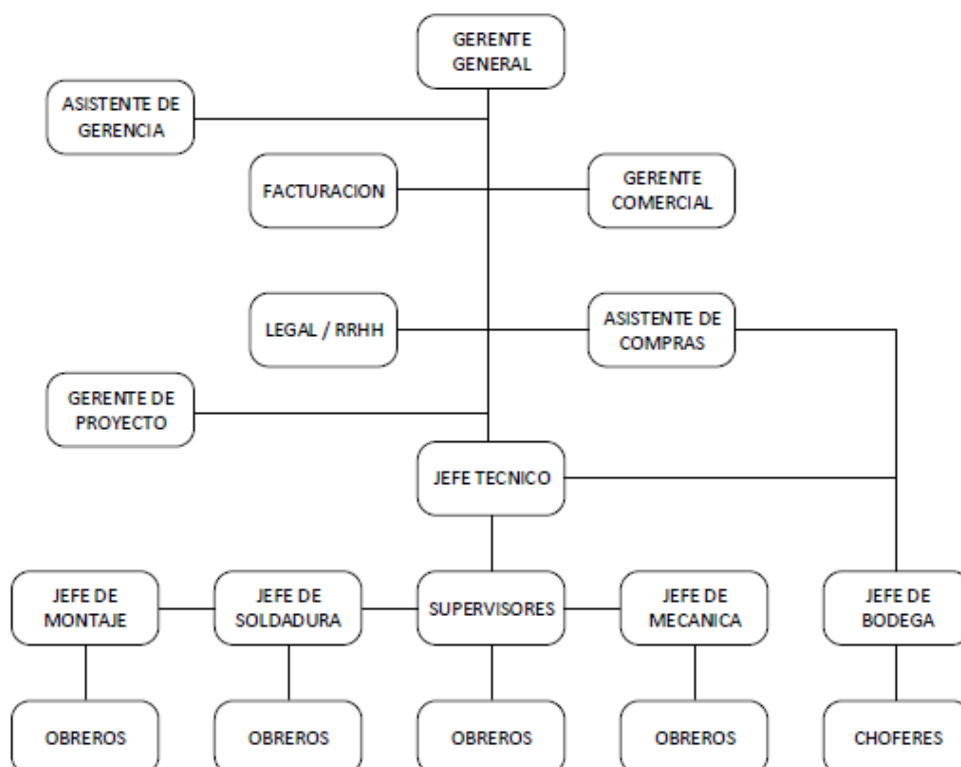 GERENTE
GENERAL
ASISTENTE DE
GERENCIA
FACTURACION
GERENTE
COMERCIAL
LEGAL / RRHH
ASISTENTE DE
COMPRAS
GERENTE DE
PROYECTO
JEFE TECNICO
JEFE DE
MONTAJE
JEFE DE
SOLDADURA
SUPERVISORES
JEFE DE
MECANICA
JEFE DE
BODEGA
OBREROS
OBREROS
OBREROS
OBREROS
CHOFERES